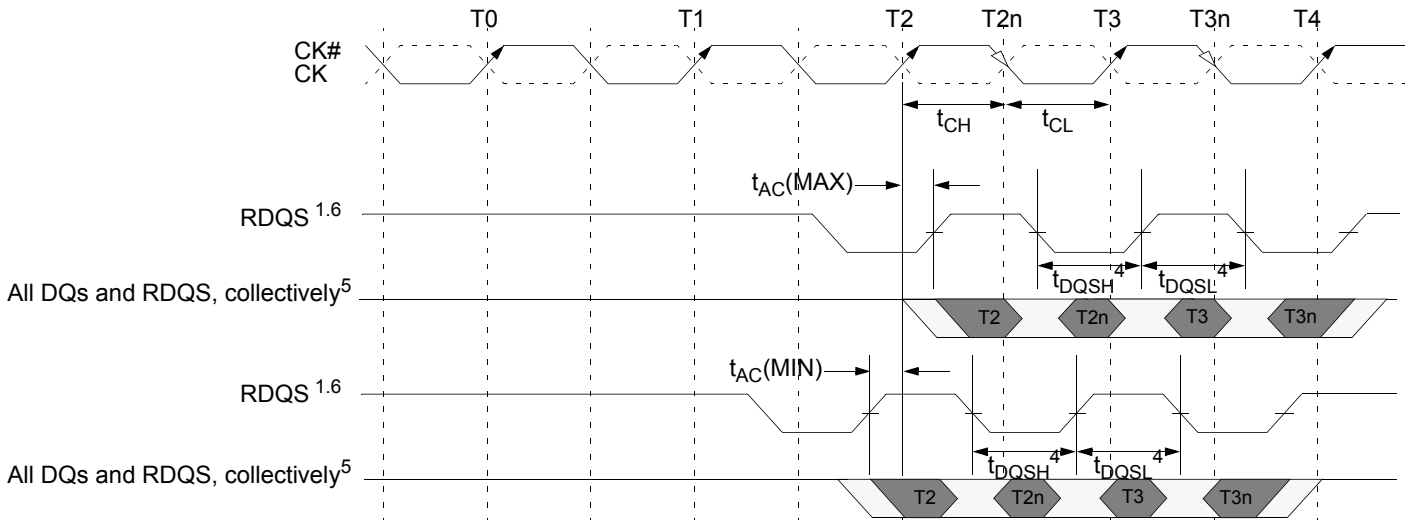 T0 T1 T2 T2n T3 T3n T4
CK#
CK
tCH tCL
tAC(MAX)
RDQS 1.6
tDQSH 4 tDQSL 4
All DQs and RDQS, collectively5
T2 T2n T3 T3n
tAC(MIN)
RDQS 1.6
tDQSH 4 tDQSL 4
All DQs and RDQS, collectively5
T2 T2n T3 T3n